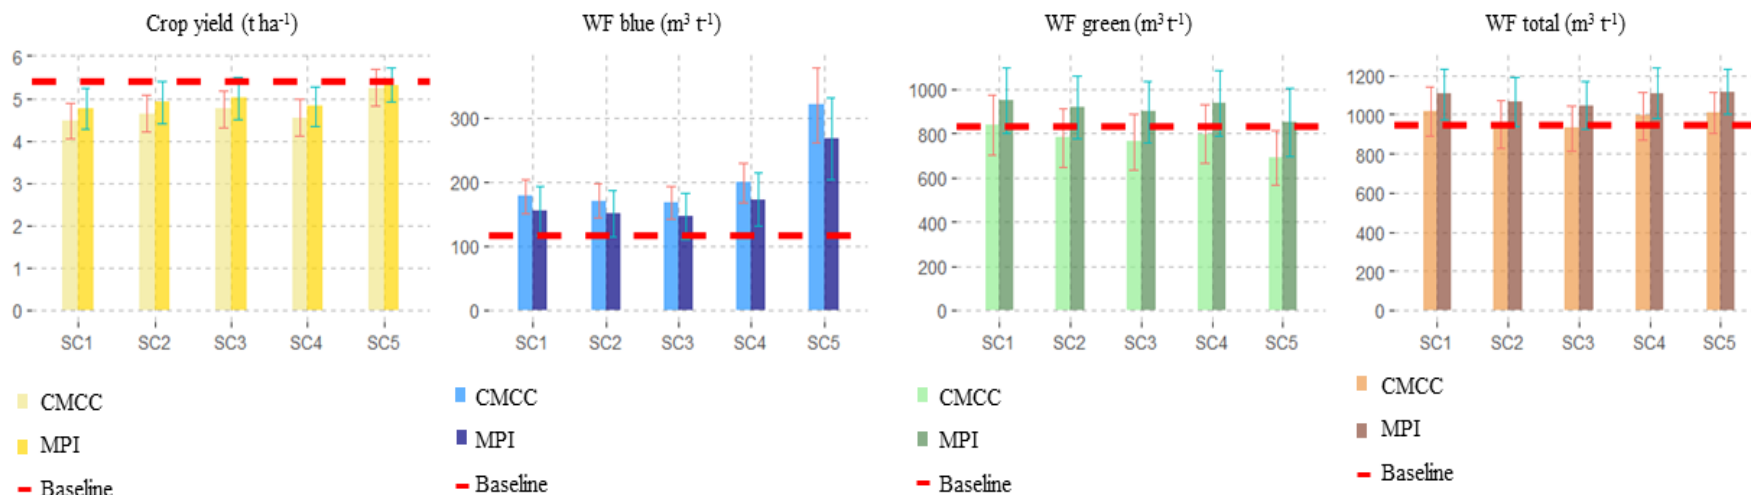 Crop yield (t ha-1)
6
5
4
3
2
1
0
SC1 SC2 SC3 SC4 SC5
CMCC
MPI
Baseline
WF blue (m3 t-1)
300
200
100
0
SC1 SC2 SC3 SC4 SC5
CMCC
MPI
Baseline
WF green (m3 t-1)
1000
800
600
400
200
0
SC1 SC2 SC3 SC4 SC5
CMCC
MPI
Baseline
WF total (m3 t-1)
1200
1000
800
600
400
200
0
SC1 SC2 SC3 SC4 SC5
CMCC
MPI
Baseline